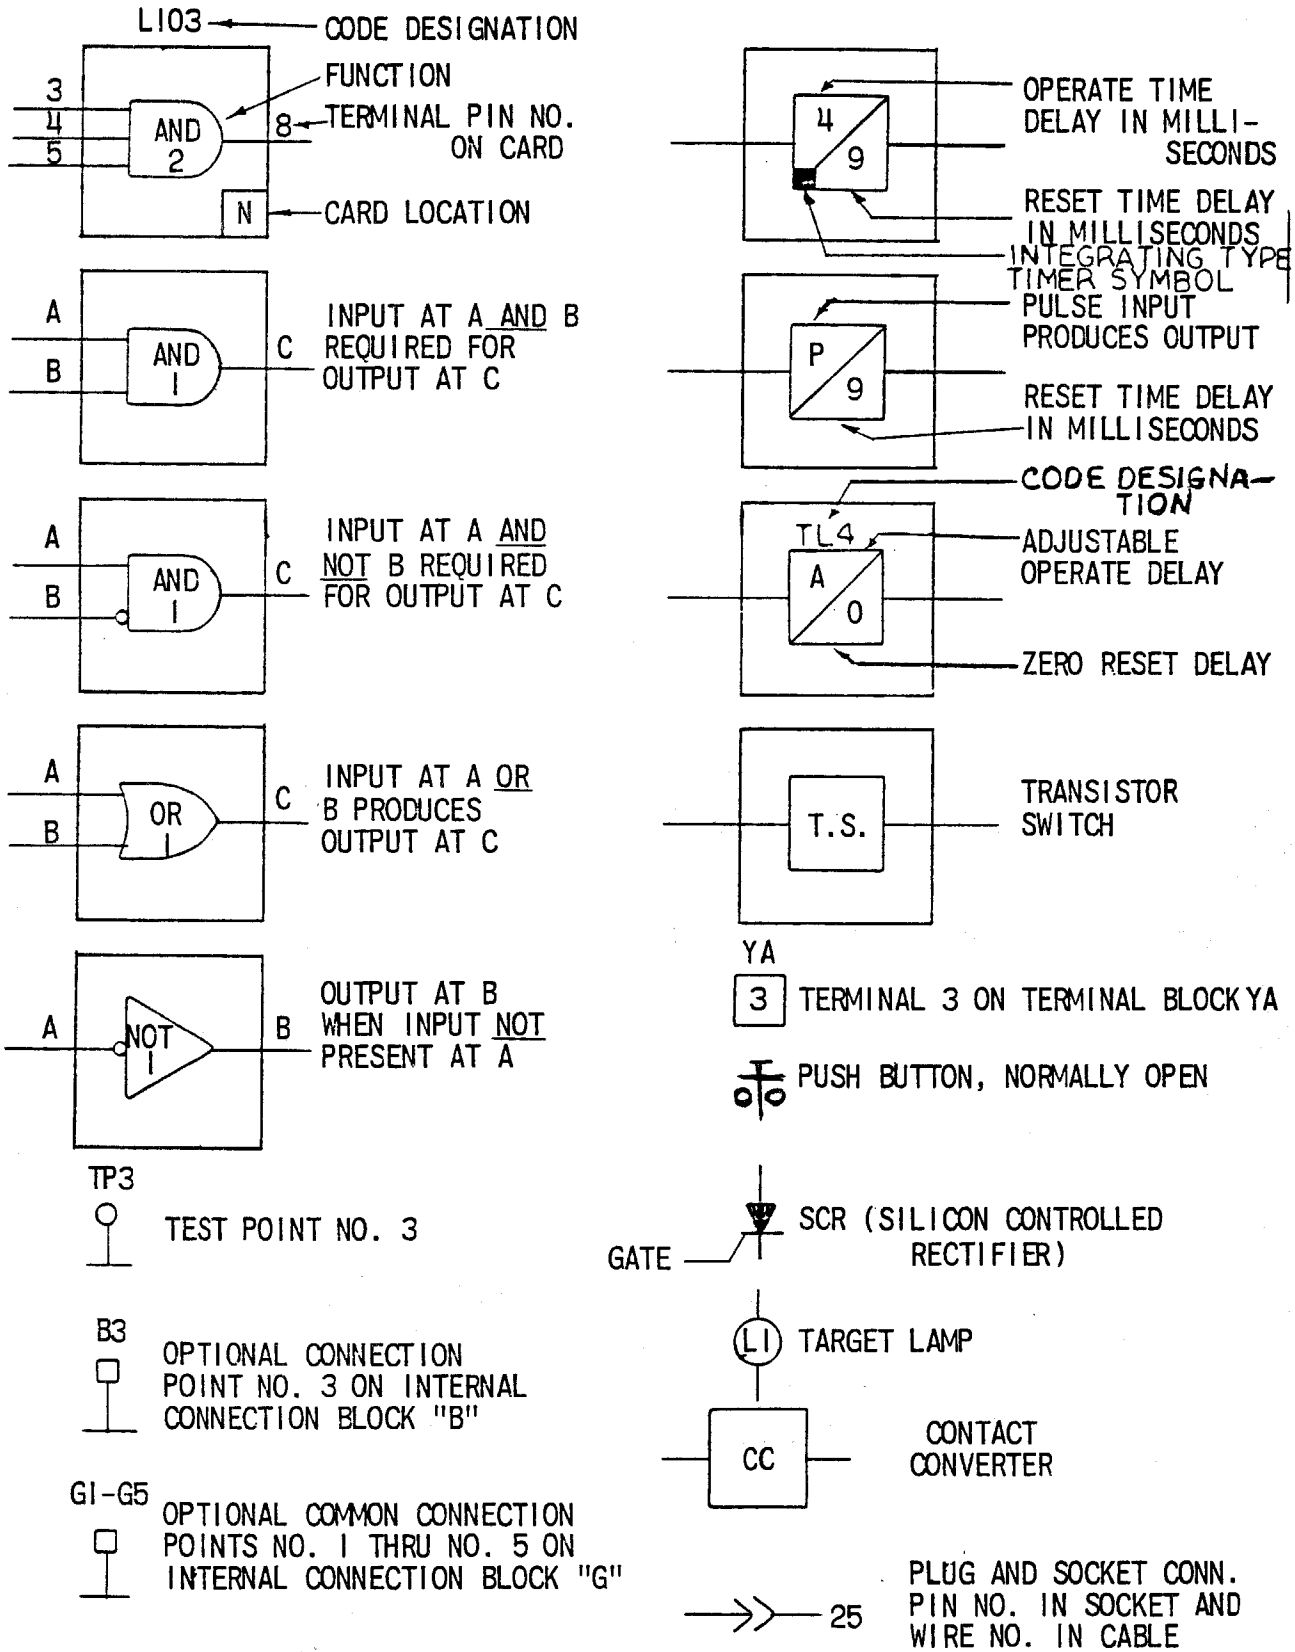 L103
CODE DESIGNATION
FUNCTION
3
4
5
AND
2
8
TERMINAL PIN NO.
ON CARD
N
CARD LOCATION
A
B
AND
1
C
INPUT AT A AND B
REQUIRED FOR
OUTPUT AT C
A
B
AND
1
C
INPUT AT A AND
NOT B REQUIRED
FOR OUTPUT AT C
A
B
OR
1
C
INPUT AT A OR
B PRODUCES
OUTPUT AT C
A
NOT
1
B
OUTPUT AT B
WHEN INPUT NOT
PRESENT AT A
TP3
TEST POINT NO. 3
B3
OPTIONAL CONNECTION
POINT NO. 3 ON INTERNAL
CONNECTION BLOCK "B"
G1-G5
OPTIONAL COMMON CONNECTION
POINTS NO. 1 THRU NO. 5 ON
INTERNAL CONNECTION BLOCK "G"
4
9
OPERATE TIME
DELAY IN MILLI-
SECONDS
RESET TIME DELAY
IN MILLISECONDS
INTEGRATING TYPE
TIMER SYMBOL
P
9
PULSE INPUT
PRODUCES OUTPUT
RESET TIME DELAY
IN MILLISECONDS
CODE DESIGNA-
TION
TL4
A
0
ADJUSTABLE
OPERATE DELAY
ZERO RESET DELAY
T.S.
TRANSISTOR
SWITCH
YA
3
TERMINAL 3 ON TERMINAL BLOCK YA
PUSH BUTTON, NORMALLY OPEN
GATE
SCR (SILICON CONTROLLED
RECTIFIER)
L1
TARGET LAMP
CC
CONTACT
CONVERTER
25
PLUG AND SOCKET CONN.
PIN NO. IN SOCKET AND
WIRE NO. IN CABLE